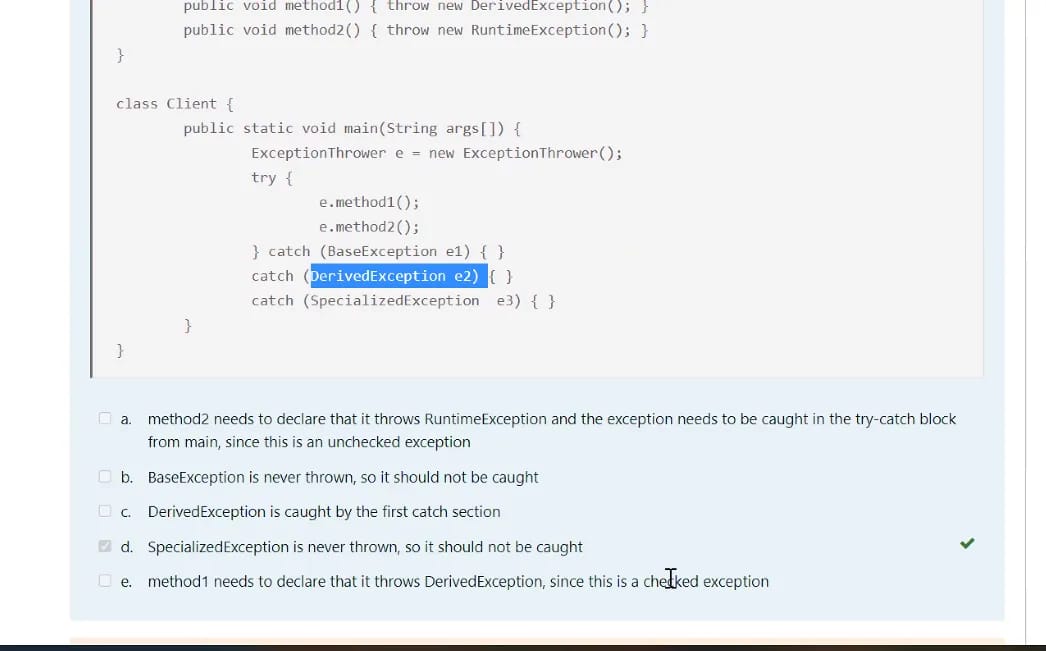 public void method1() { throw new DerivedException(); }
public void method2() { throw new RuntimeException(); }
}
class Client {
public static void main(String args[]) {
ExceptionThrower e = new ExceptionThrower();
try {
e.method1();
e.method2();
} catch (BaseException e1) { }
catch (DerivedException e2) { }
catch (SpecializedException  e3) { }
}
}
a. method2 needs to declare that it throws RuntimeException and the exception needs to be caught in the try-catch block
from main, since this is an unchecked exception
b. BaseException is never thrown, so it should not be caught
c. DerivedException is caught by the first catch section
d. SpecializedException is never thrown, so it should not be caught
e. method1 needs to declare that it throws DerivedException, since this is a checked exception